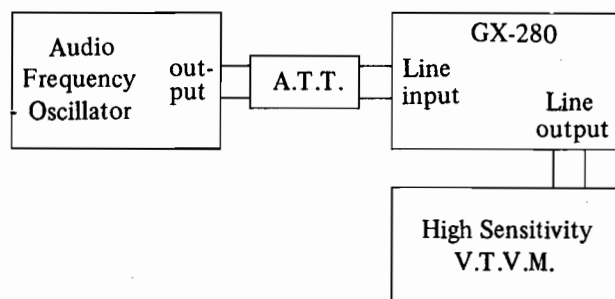 Audio
Frequency
Oscillator
out-
put
A.T.T.
GX-280
Line
input
Line
output
High Sensitivity
V.T.V.M.